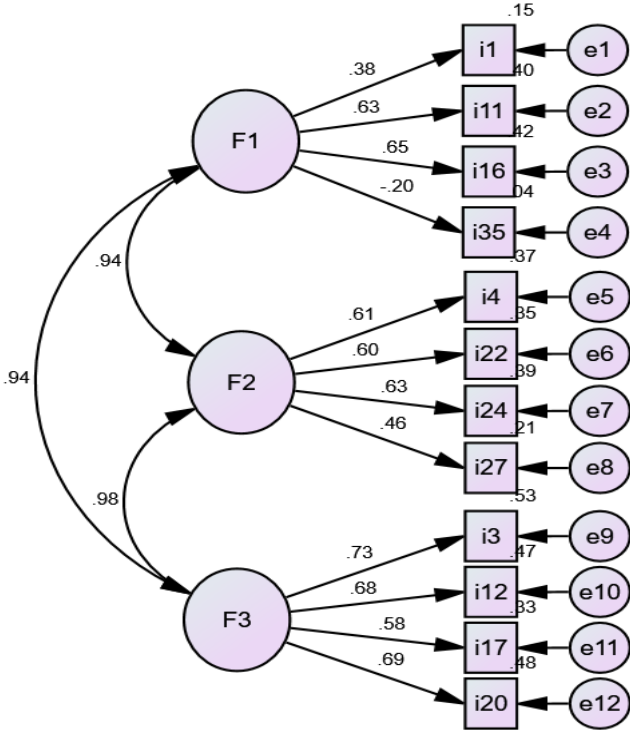 .15
.38
i1
e1
.40
.63
i11
e2
.42
F1
.65
i16
e3
.04
-.20
i35
e4
.37
.94
.61
i4
e5
.35
.60
i22
e6
.39
.94
F2
.63
i24
e7
.21
.46
i27
e8
.53
.98
.73
i3
e9
.47
.68
i12
e10
.33
F3
.58
i17
e11
.48
.69
i20
e12